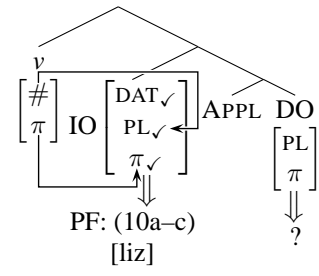 v
#
π
IO
DAT✓
PL✓
π✓
APPL
DO
PL
π
PF: (10a–c)
[liz]
?